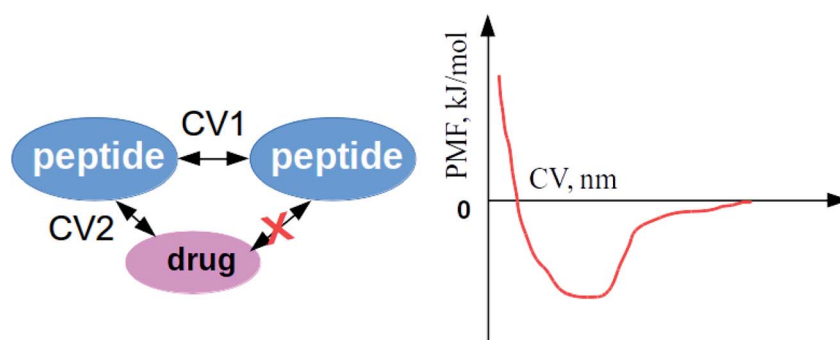 CV1
peptide
peptide
CV2
drug
PMF, kJ/mol
CV, nm
0